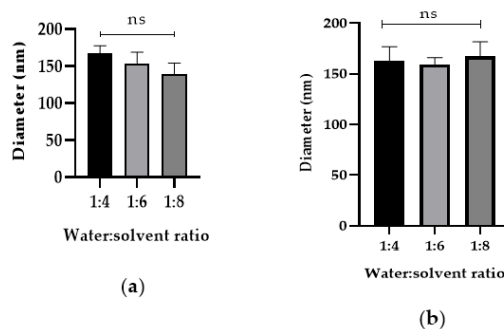 ns
Diameter (nm)
200
150
100
50
0
1:4 1:6 1:8
Water:solvent ratio
(a)
ns
Diameter (nm)
200
150
100
50
0
1:4 1:6 1:8
Water:solvent ratio
(b)